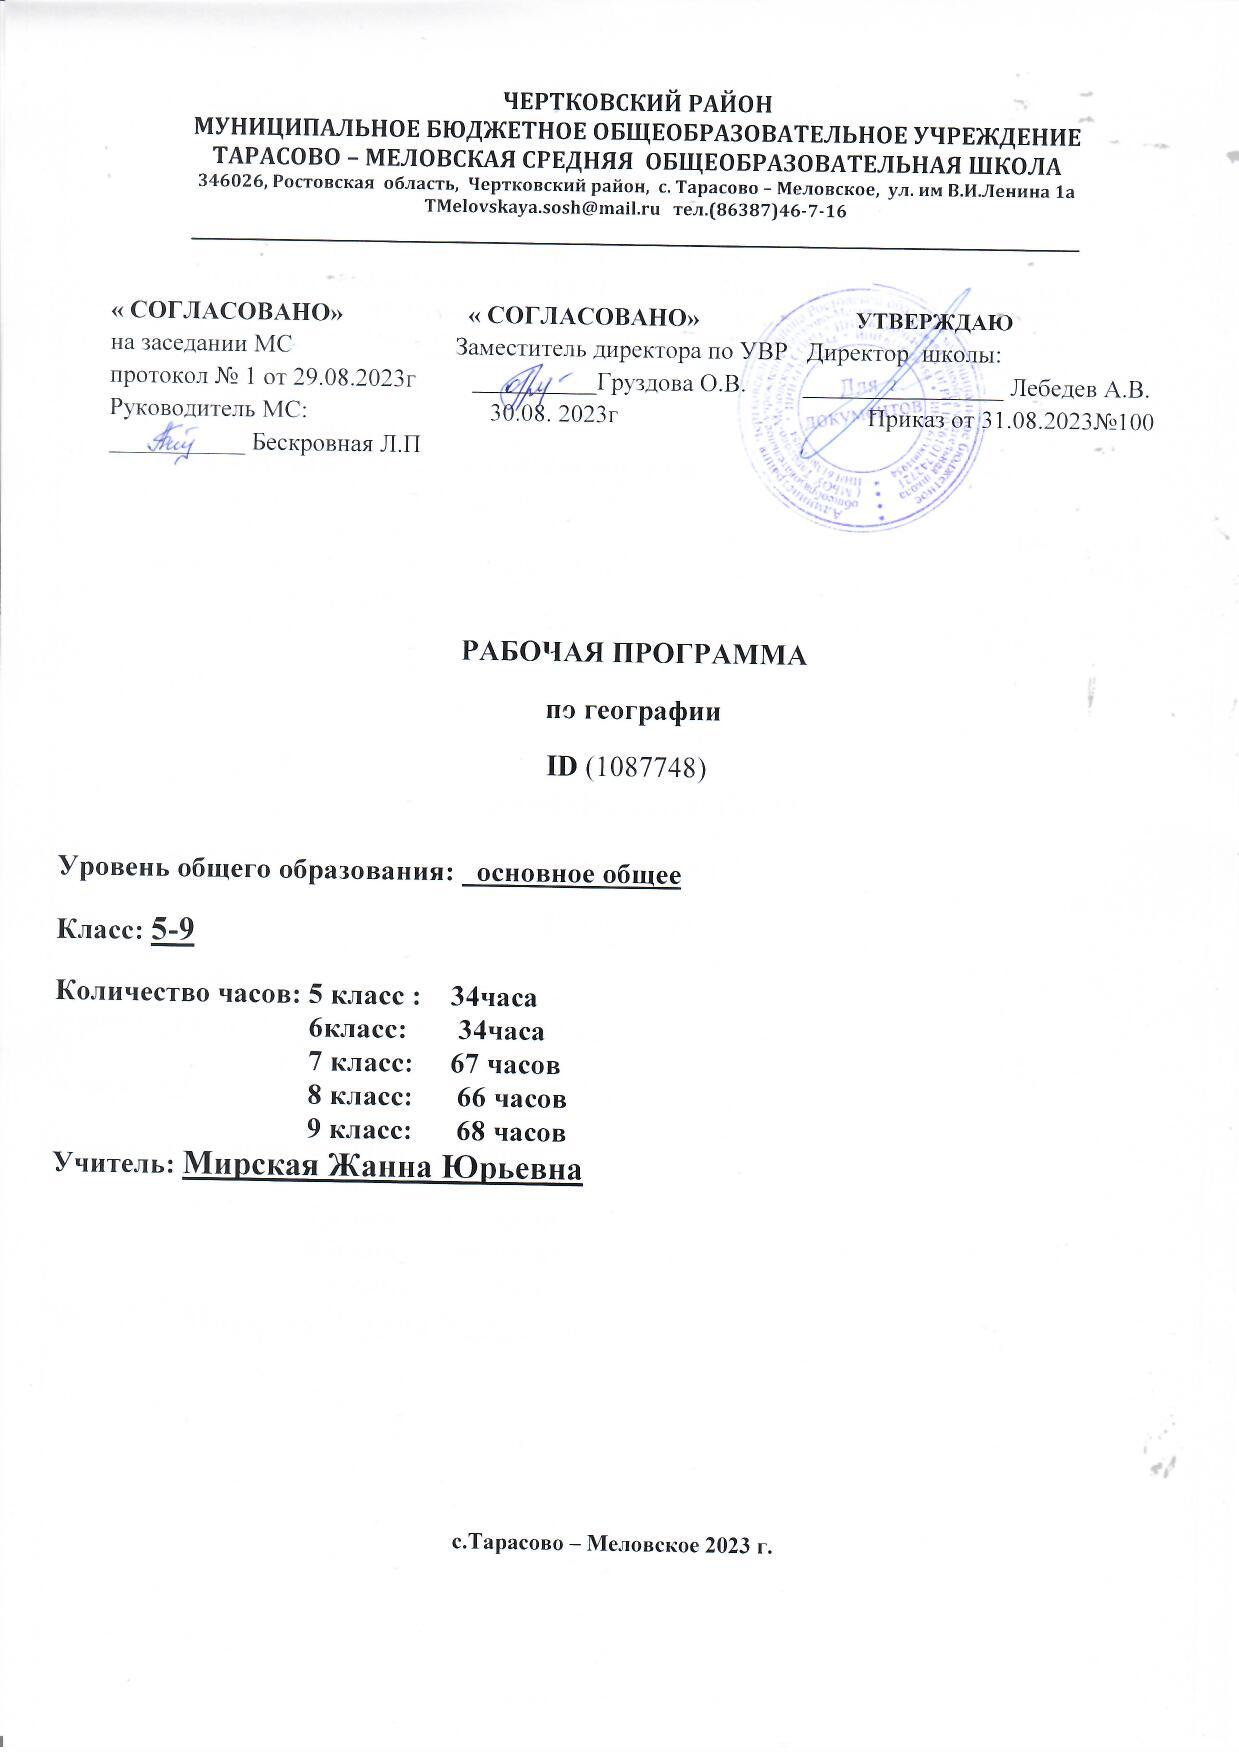 ЧЕРТКОВСКИЙ РАЙОН
МУНИЦИПАЛЬНОЕ БЮДЖЕТНОЕ ОБЩЕОБРАЗОВАТЕЛЬНОЕ УЧРЕЖДЕНИЕ
ТАРАСОВО – МЕЛОВСКАЯ СРЕДНЯЯ ОБЩЕОБРАЗОВАТЕЛЬНАЯ ШКОЛА
346026, Ростовская область, Чертковский район, с. Тарасово – Меловское, ул. им В.И.Ленина 1а
TMelovskaya.sosh@mail.ru тел.(86387)46-7-16
« СОГЛАСОВАНО»
на заседании МС
протокол № 1 от 29.08.2023г
Руководитель МС:
____________ Бескровная Л.П
« СОГЛАСОВАНО»
Заместитель директора по УВР
___________Груздова О.В.
30.08. 2023г
УТВЕРЖДАЮ
Директор школы:
_________________ Лебедев А.В.
Приказ от 31.08.2023№100
Для
ДОКУМЕНТОВ
РАБОЧАЯ ПРОГРАММА
по географии
ID (1087748)
Уровень общего образования: основное общее
Класс: 5-9
Количество часов: 5 класс : 34часа
6класс: 34часа
7 класс: 67 часов
8 класс: 66 часов
9 класс: 68 часов
Учитель: Мирская Жанна Юрьевна
с.Тарасово – Меловское 2023 г.